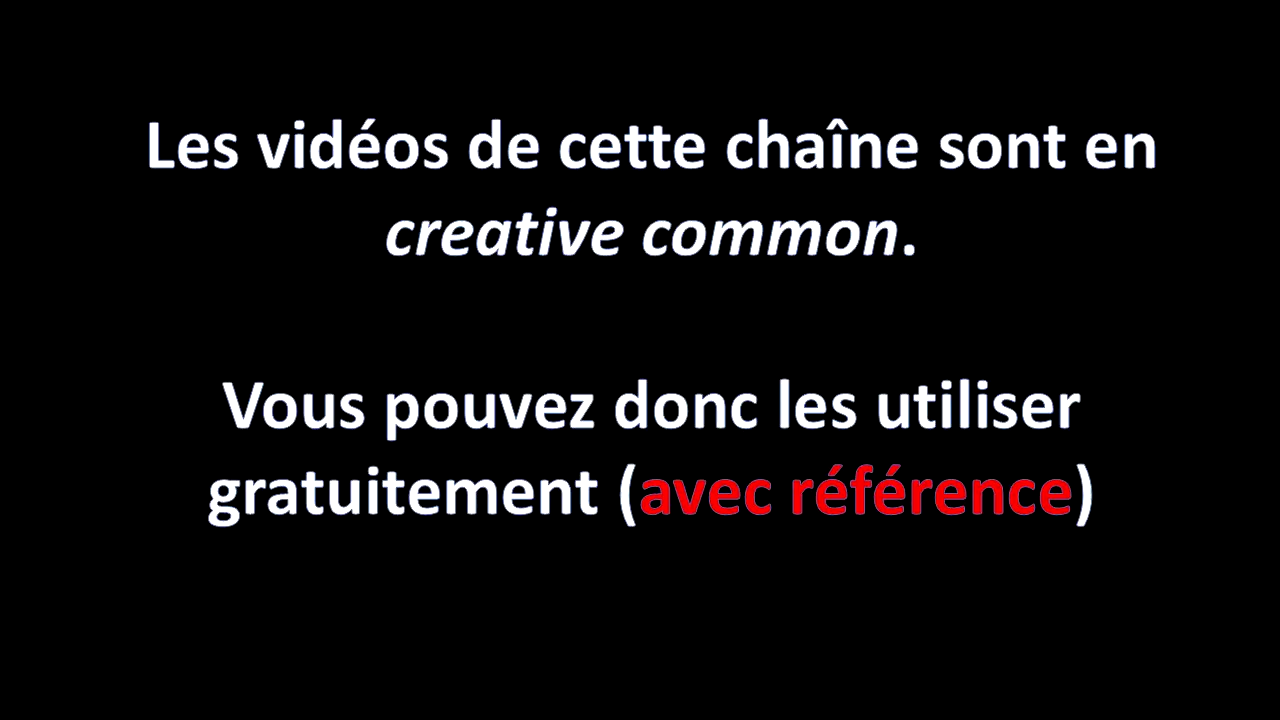 Les vidéos de cette chaîne sont en
creative common.
Vous pouvez donc les utiliser
gratuitement (avec référence)